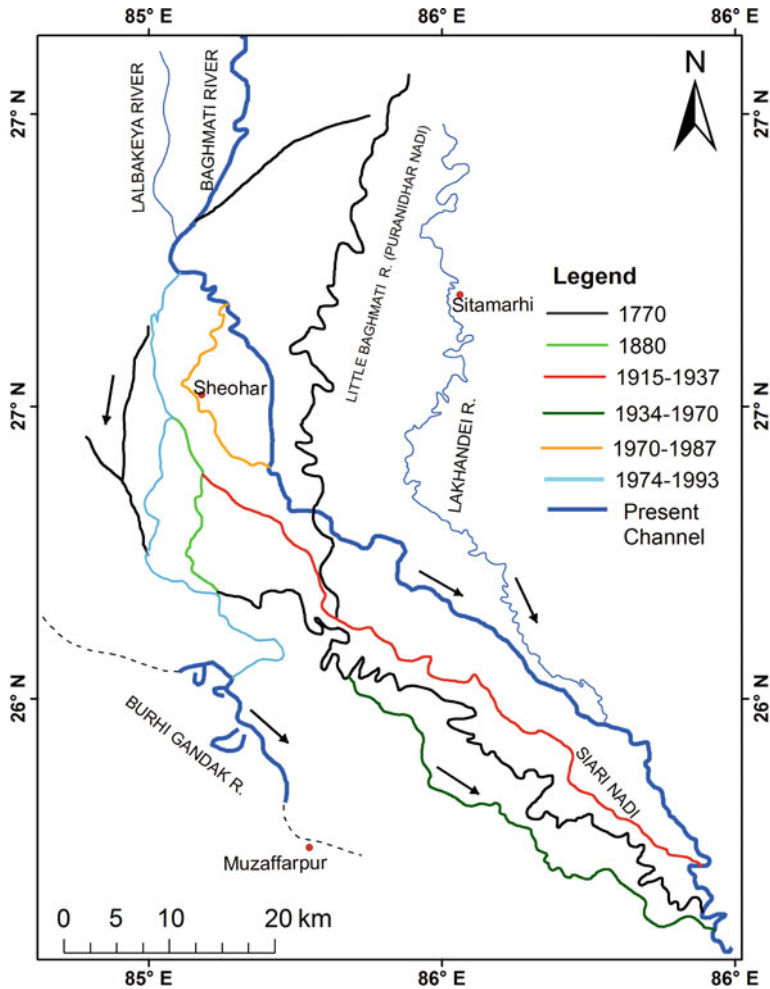 85° E
86° E
86° E
N
27° N
27° N
LALBAKEYA RIVER
BAGHMATI RIVER
LITTLE BAGHMATI R. (PURANIDHAR NADI)
Legend
1770
1880
1915-1937
1934-1970
1970-1987
1974-1993
Present
Channel
Sitamarhi
Sheohar
27° N
27° N
LAKHANDEI R.
26° N
26° N
BURHI GANDAK R.
SIARI NADI
Muzaffarpur
0 5 10 20 km
85° E
86° E
86° E